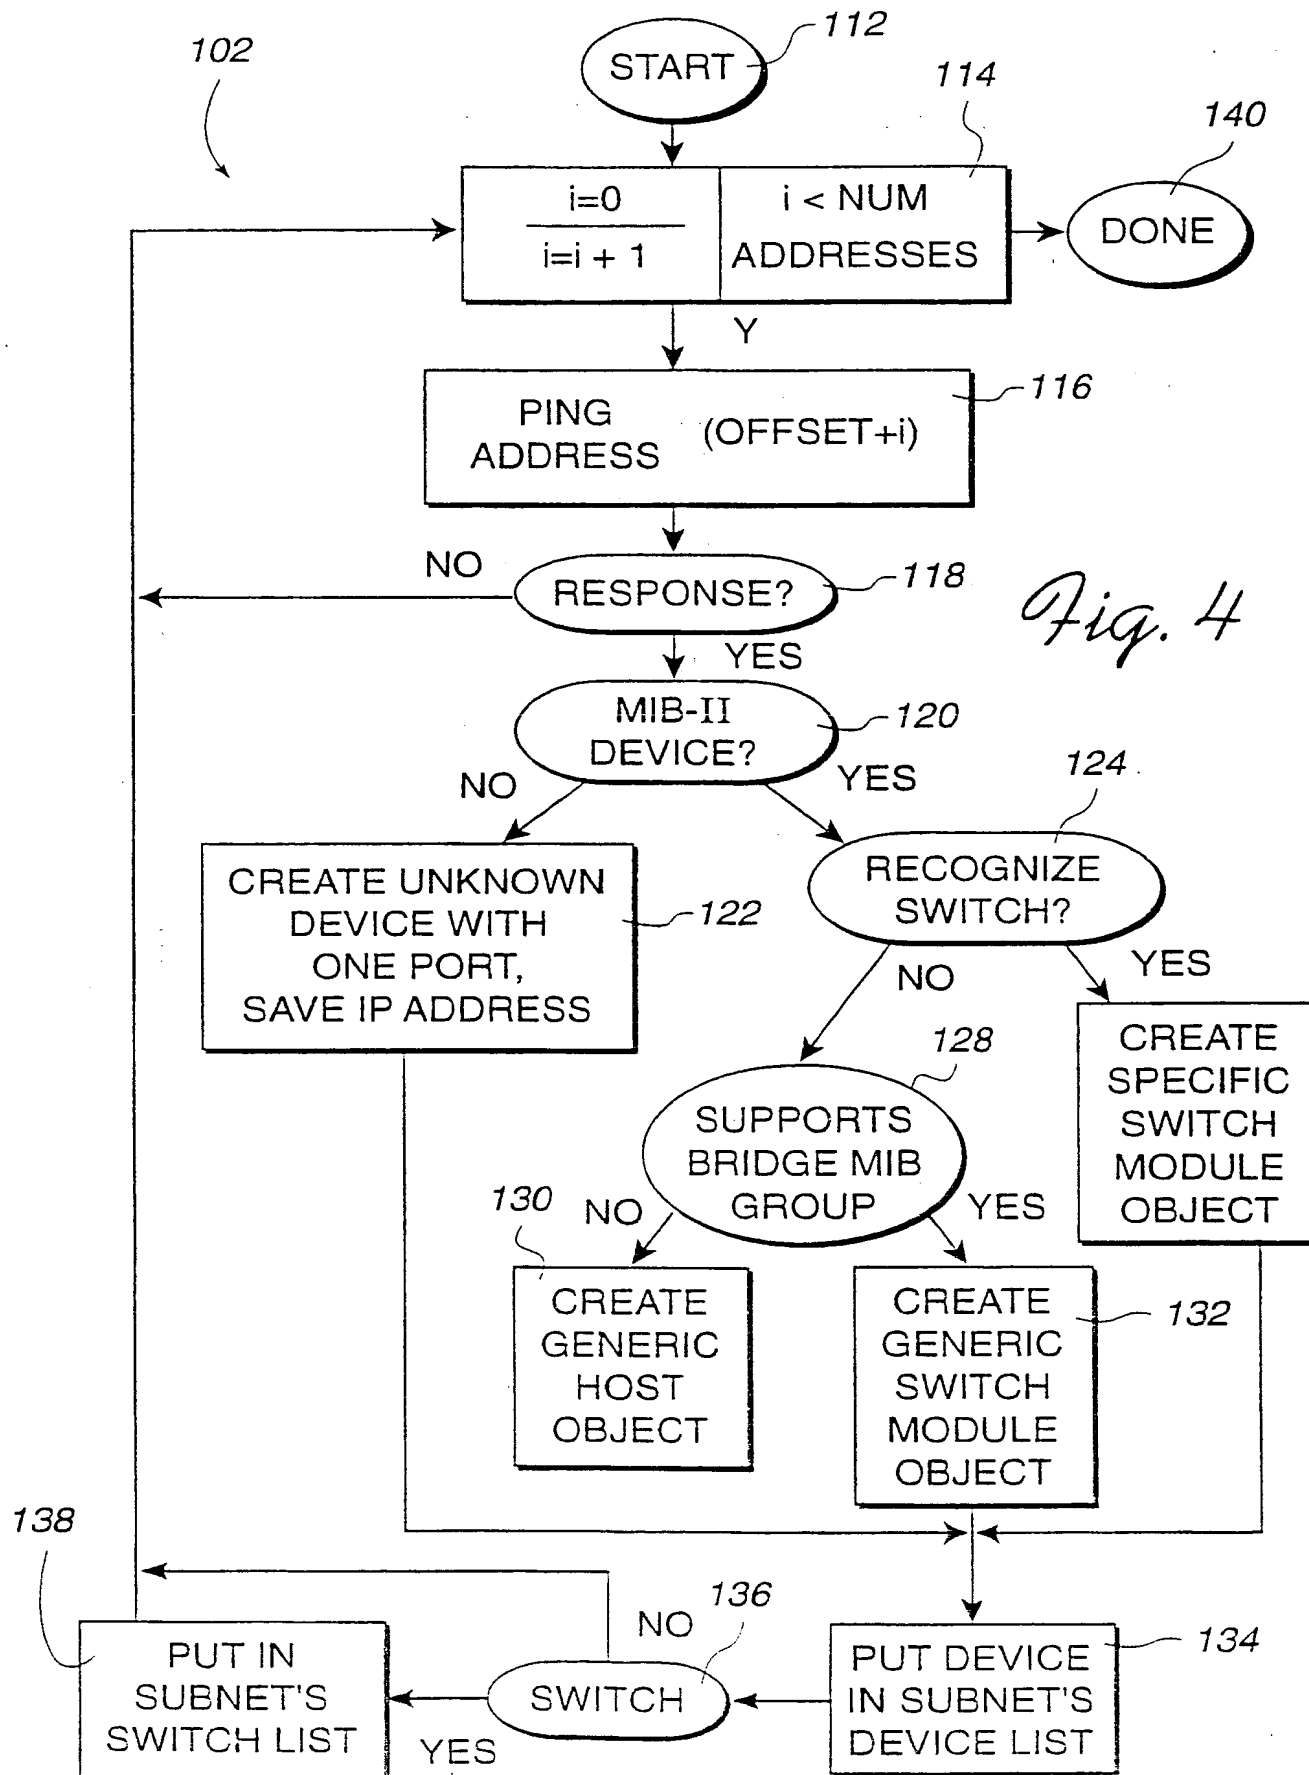 112
START
102
114
140
i=0
i=i + 1
i < NUM
ADDRESSES
DONE
Y
116
PING
ADDRESS
(OFFSET+i)
NO
RESPONSE?
118
Fig. 4
YES
MIB-II
DEVICE?
120
NO
YES
124
CREATE UNKNOWN
DEVICE WITH
ONE PORT,
SAVE IP ADDRESS
122
RECOGNIZE
SWITCH?
NO
YES
128
CREATE
SPECIFIC
SWITCH
MODULE
OBJECT
SUPPORTS
BRIDGE MIB
GROUP
130
NO
YES
CREATE
GENERIC
HOST
OBJECT
CREATE
GENERIC
SWITCH
MODULE
OBJECT
132
138
NO
136
134
PUT IN
SUBNET'S
SWITCH LIST
YES
SWITCH
PUT DEVICE
IN SUBNET'S
DEVICE LIST